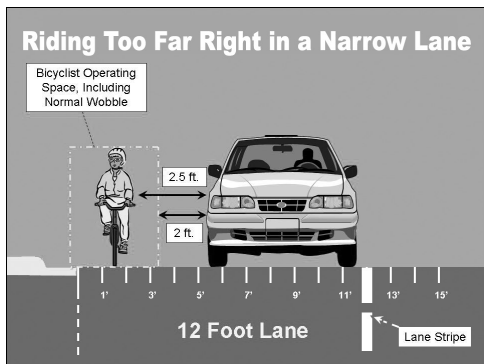 Riding Too Far Right in a Narrow Lane
Bicyclist Operating
Space, Including
Normal Wobble
2.5 ft.
2 ft.
1' 3' 5' 7' 9' 11' 13' 15'
12 Foot Lane
Lane Stripe